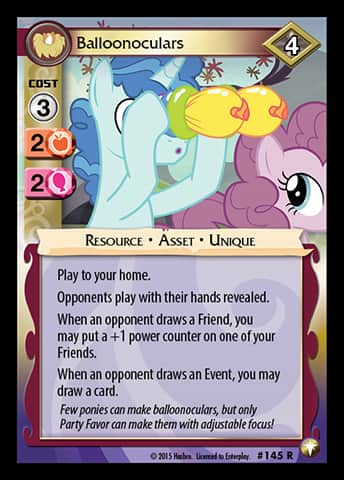 Balloonoculars
4
COST
3
2
2
RESOURCE • ASSET • UNIQUE
Play to your home.
Opponents play with their hands revealed.
When an opponent draws a Friend, you
may put a +1 power counter on one of your
Friends.
When an opponent draws an Event, you may
draw a card.
Few ponies can make balloonoculars, but only
Party Favor can make them with adjustable focus!
© 2015 Hasbro. Licensed to Enterplay. #145 R